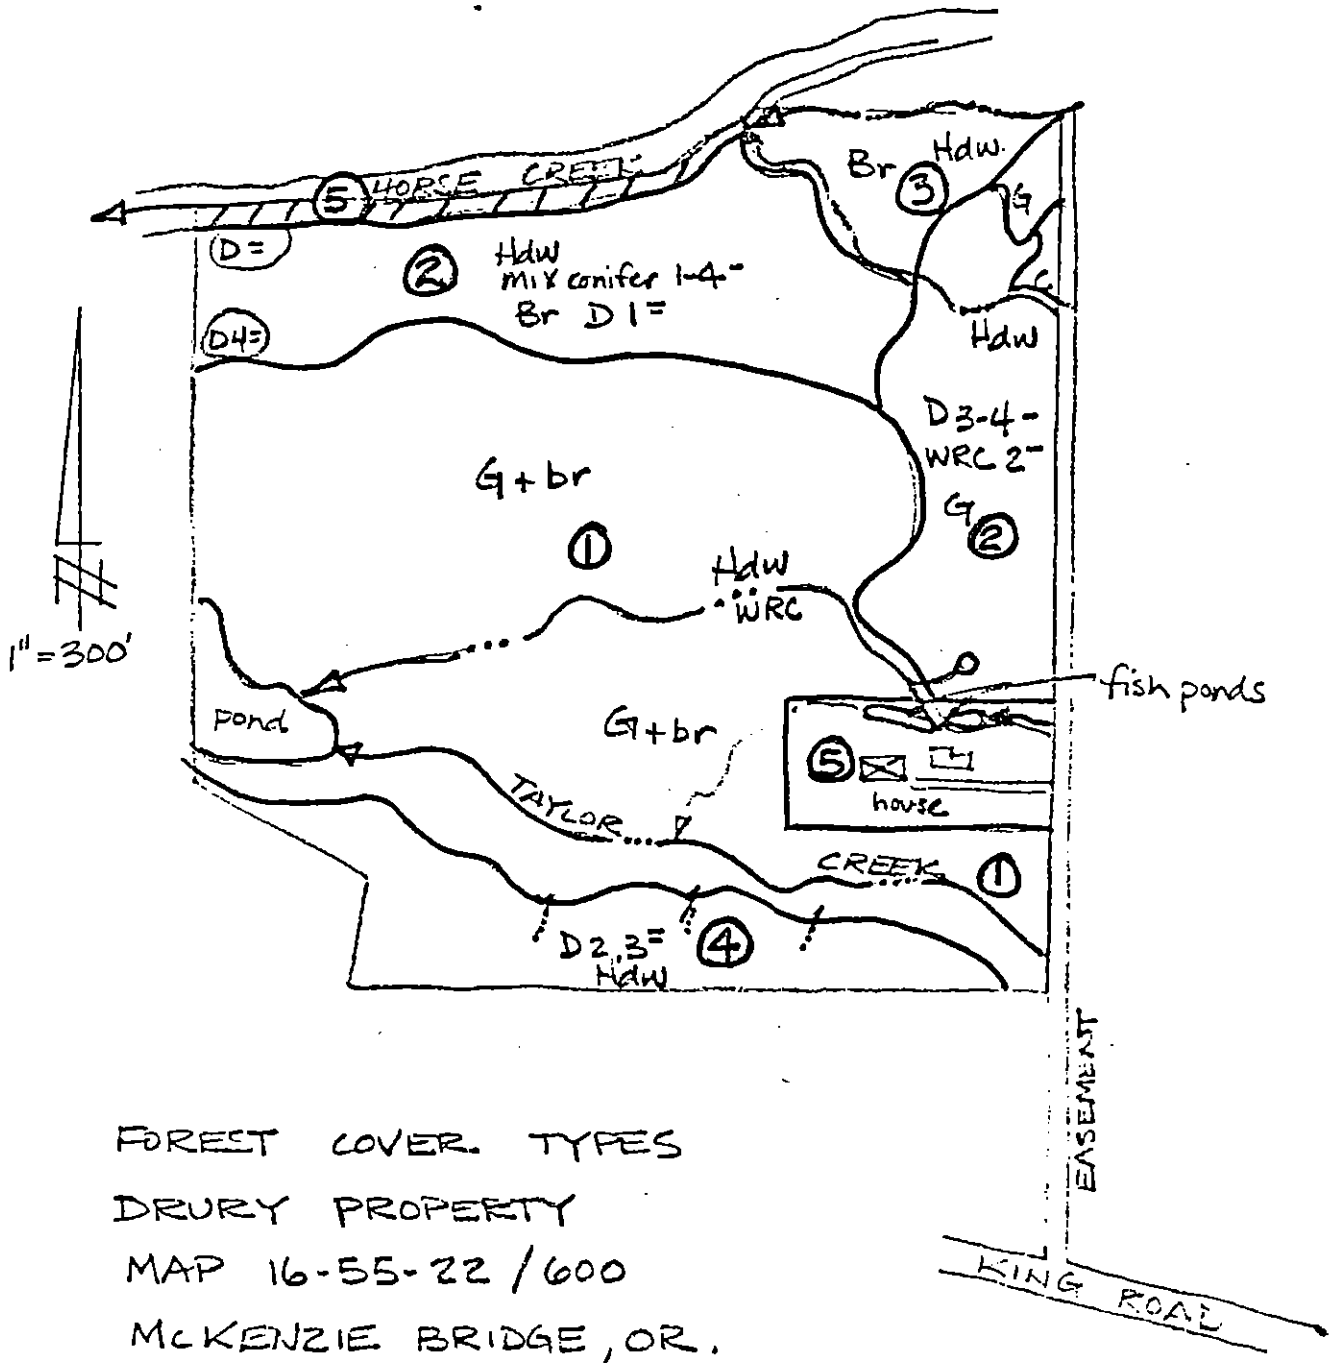 Hdw.
Br
3
HORSE CREEK
5
G
D=
2
Hdw
mix conifer 1-4-
Br D 1=
D4=
Hdw
D3-4-
WRC 2-
G+br
G
2
1
Hdw
WRC
1"=300'
fish ponds
pond
G+br
5
TAYLOR
house
CREEK
1
D2,3=
4
Hdw
EASEMENT
FOREST COVER TYPES
DRURY PROPERTY
MAP 16-55-22 / 600
KING ROAD
McKENZIE BRIDGE, OR.